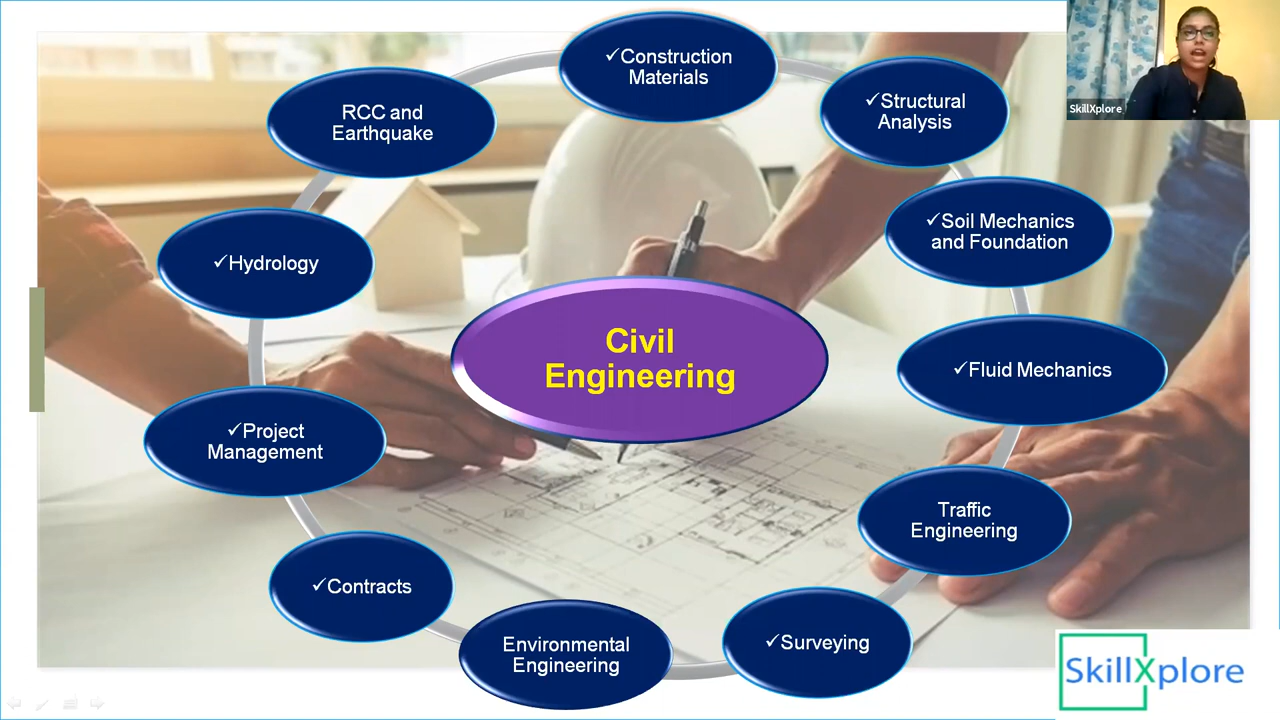 ✓Construction
Materials
✓Structural
Analysis
SkillXplore
RCC and
Earthquake
✓Soil Mechanics
and Foundation
✓Hydrology
Civil
Engineering
✓Fluid Mechanics
✓Project
Management
Traffic
Engineering
✓Contracts
Environmental
Engineering
✓Surveying
SkillXplore